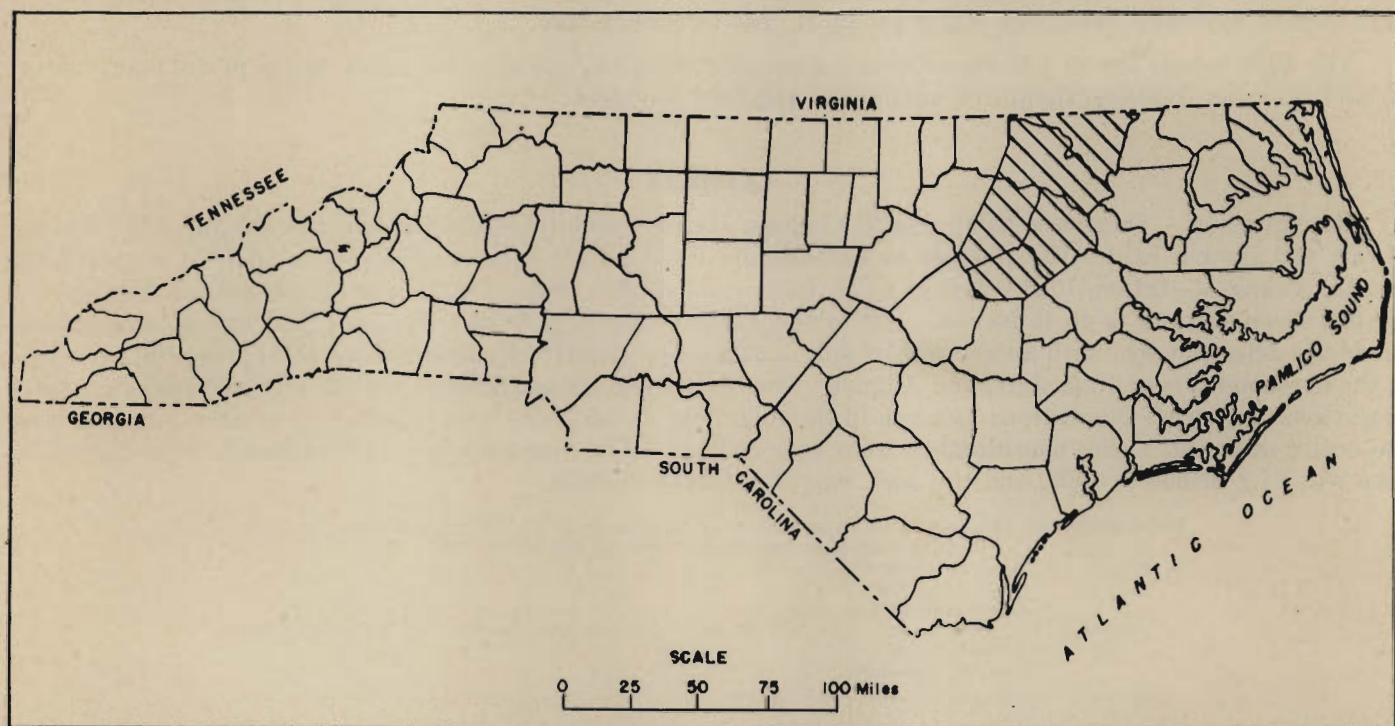 VIRGINIA
TENNESSEE
PAMLICO SOUND
GEORGIA
SOUTH CAROLINA
ATLANTIC OCEAN
SCALE
0 25 50 75 100 Miles